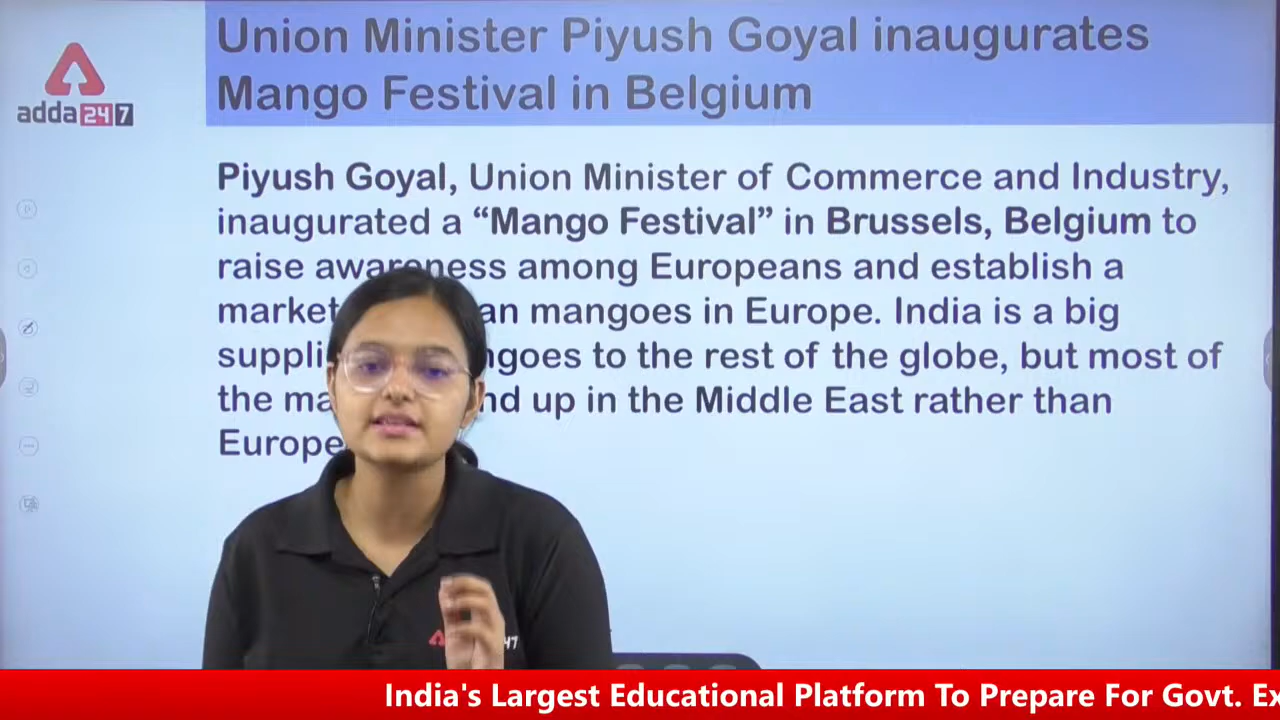 Union Minister Piyush Goyal inaugurates
Mango Festival in Belgium
adda247
Piyush Goyal, Union Minister of Commerce and Industry,
inaugurated a “Mango Festival” in Brussels, Belgium to
raise awareness among Europeans and establish a
market an mangoes in Europe. India is a big
suppli ngoes to the rest of the globe, but most of
the ma nd up in the Middle East rather than
Europe
47
India's Largest Educational Platform To Prepare For Govt. Ex